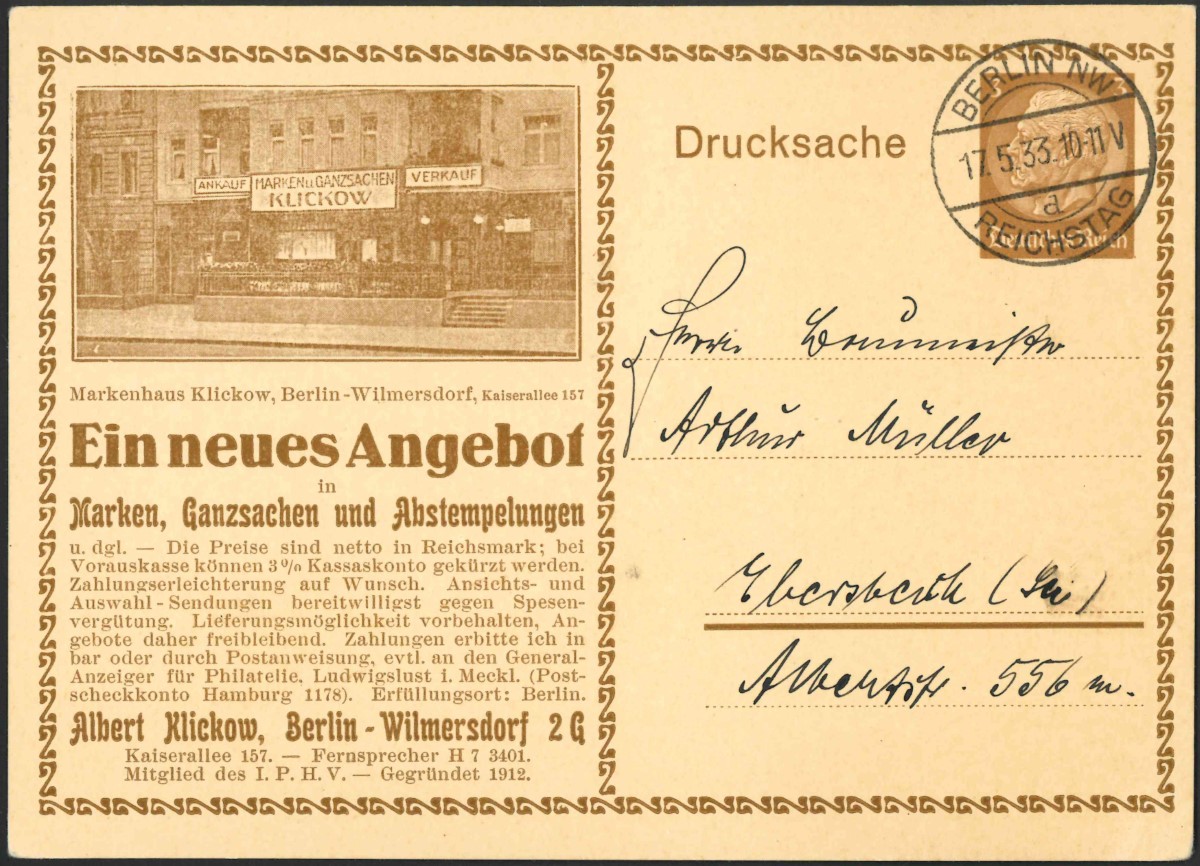 ANKAUF
MARKEN u. GANZSACHEN
KLICKOW
VERKAUF
Markenhaus Klickow, Berlin-Wilmersdorf, Kaiserallee 157
Ein neues Angebot
in
Marken, Ganzsachen und Abstempelungen
u. dgl. — Die Preise sind netto in Reichsmark; bei
Vorauskasse können 3% Kassaskonto gekürzt werden.
Zahlungserleichterung auf Wunsch. Ansichts- und
Auswahl-Sendungen bereitwilligst gegen Spesen-
vergütung. Lieferungsmöglichkeit vorbehalten, An-
gebote daher freibleibend. Zahlungen erbitte ich in
bar oder durch Postanweisung, evtl. an den General-
Anzeiger für Philatelie, Ludwigslust i. Meckl. (Post-
scheckkonto Hamburg 1178). Erfüllungsort: Berlin.
Albert Klickow, Berlin-Wilmersdorf 2 G
Kaiserallee 157. — Fernsprecher H 7 3401.
Mitglied des I. P. H. V. — Gegründet 1912.
Drucksache
BERLIN NW
17.5.33.10-11 V
a
REICHSTAG
Deutsches Reich
Herrn Baumeister
Arthur Müller
Ebersbach
Albertstr. 556 m.